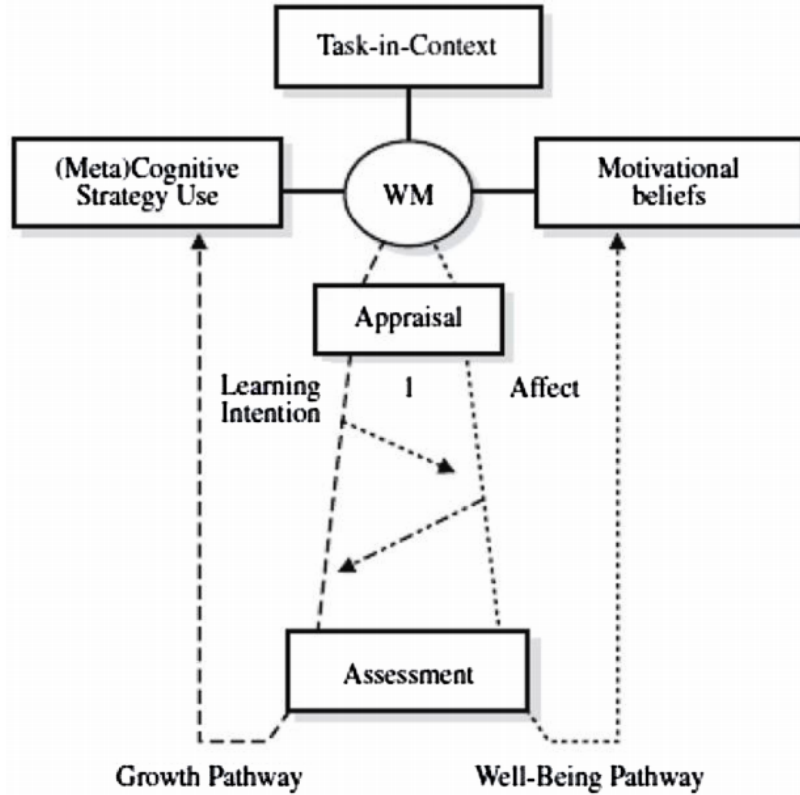 Task-in-Context
(Meta)Cognitive
Strategy Use
WM
Motivational
beliefs
Appraisal
Learning
Intention
1
Affect
Assessment
Growth Pathway
Well-Being Pathway